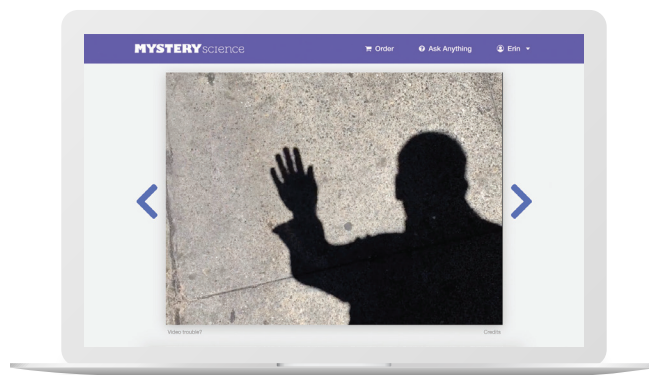 MYSTERYscience
Order
Ask Anything
Erin
Video trouble?
Credits